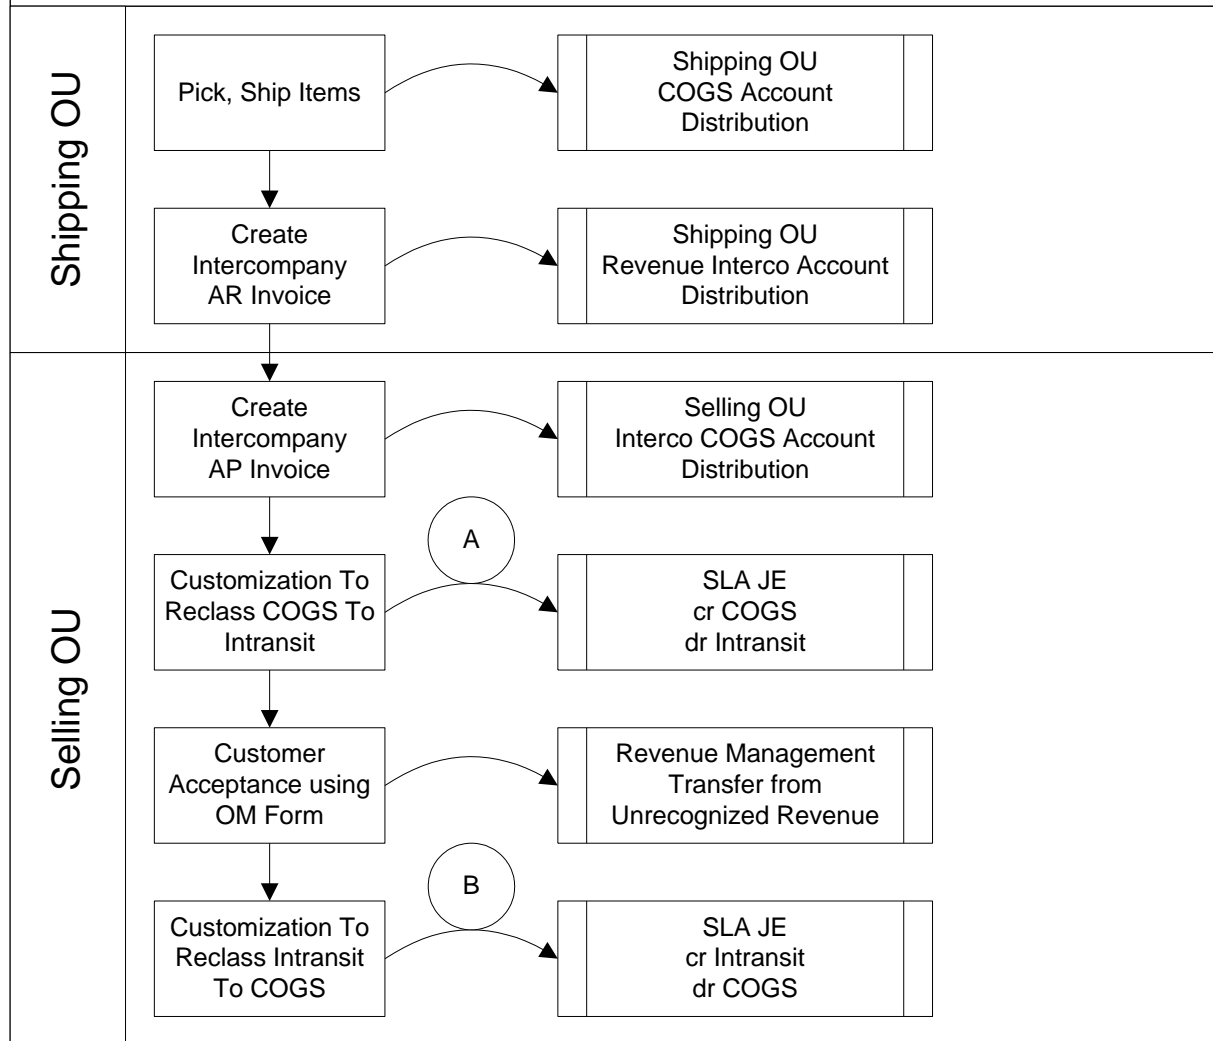 Shipping OU
Pick, Ship Items
Shipping OU
COGS Account
Distribution
Create
Intercompany
AR Invoice
Shipping OU
Revenue Interco Account
Distribution
Selling OU
Create
Intercompany
AP Invoice
Selling OU
Interco COGS Account
Distribution
A
Customization To
Reclass COGS To
Intransit
SLA JE
cr COGS
dr Intransit
Customer
Acceptance using
OM Form
Revenue Management
Transfer from
Unrecognized Revenue
B
Customization To
Reclass Intransit
To COGS
SLA JE
cr Intransit
dr COGS